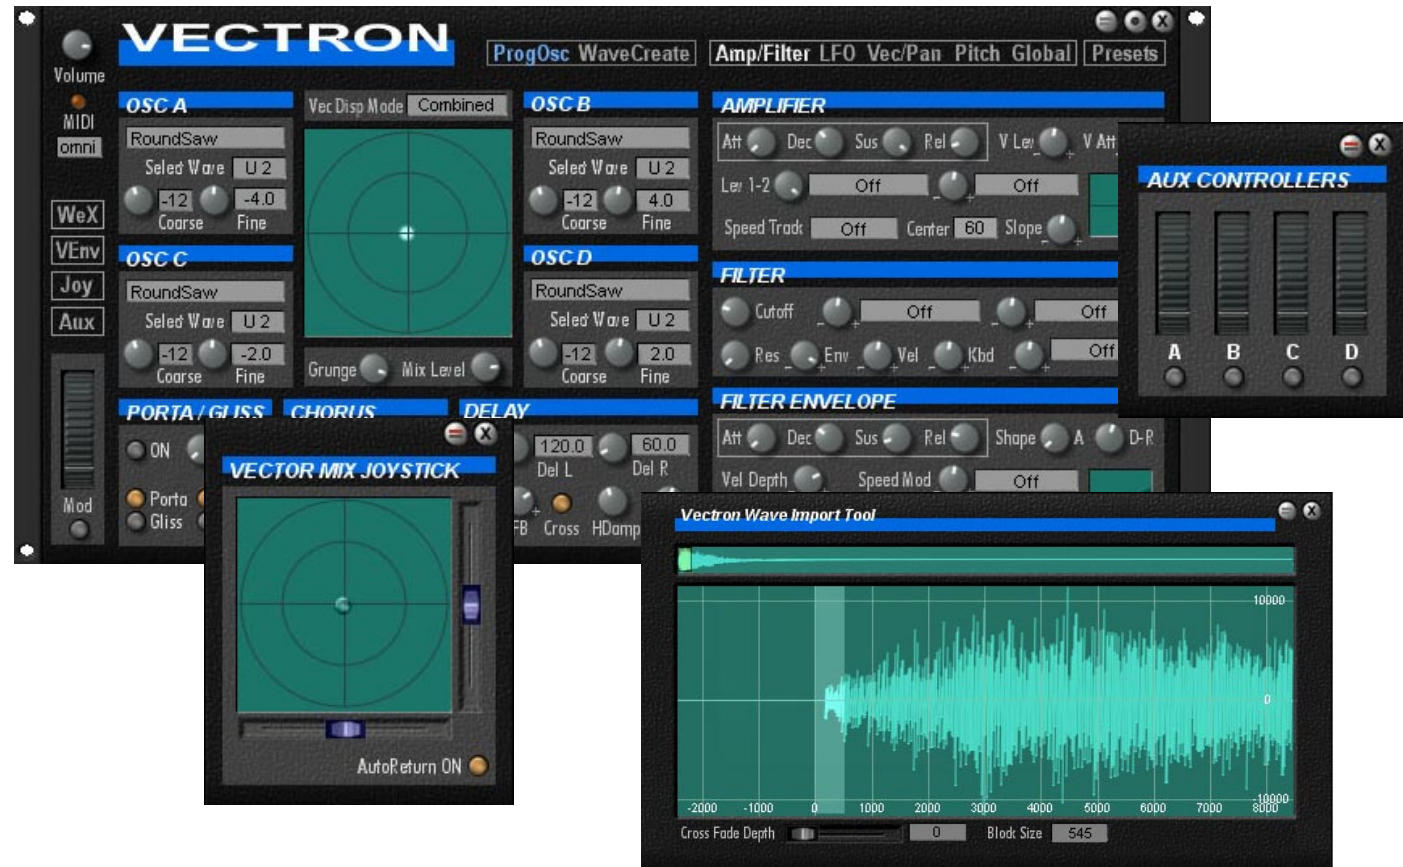 VECTRON
Volume
MIDI
omni
WeX
VEnv
Joy
Aux
Mod
ProgOsc WaveCreate
Amp/Filter LFO Vec/Pan Pitch Global
Presets
OSC A
RoundSaw
Select Wave U 2
-12 -4.0
Coarse Fine
Vec Disp Mode Combined
OSC B
RoundSaw
Select Wave U 2
-12 4.0
Coarse Fine
OSC C
RoundSaw
Select Wave U 2
-12 -2.0
Coarse Fine
Grunge Mix Level
OSC D
RoundSaw
Select Wave U 2
-12 2.0
Coarse Fine
AMPLIFIER
Att Dec Sus Rel V Lev - + V Att
Lev 1-2 Off - + Off
Speed Track Off Center 60 Slope - +
FILTER
Cutoff - + Off - + Off
Res - Env + - Vel + - Kbd + - + Off
FILTER ENVELOPE
Att Dec Sus Rel Shape A D-R
Vel Depth Speed Mod - + Off
PORTA / GLISS
ON
Porta
Gliss
CHORUS
DELAY
120.0 60.0
Del L Del R
FB + Cross HDamp
AUX CONTROLLERS
A B C D
VECTOR MIX JOYSTICK
AutoReturn ON
Vectron Wave Import Tool
10000
0
-10000
-2000 -1000 0 1000 2000 3000 4000 5000 6000 7000 8000
Cross Fade Depth 0 Block Size 545